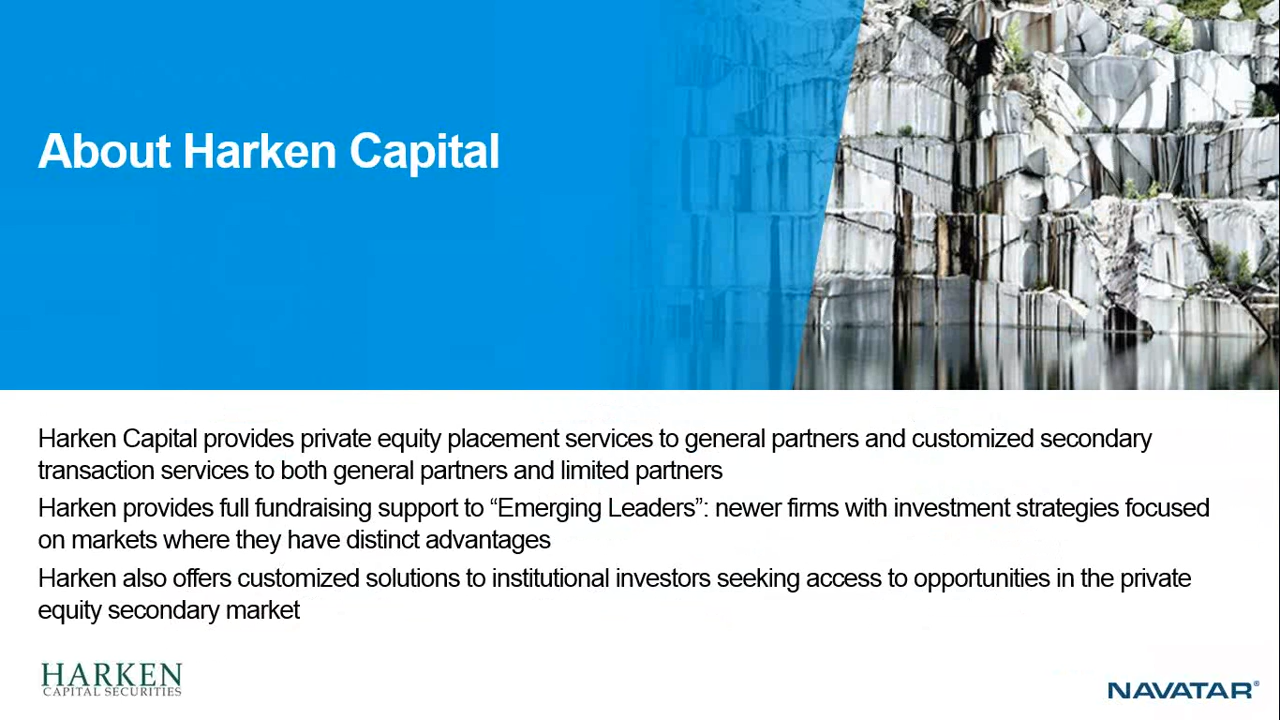 About Harken Capital
Harken Capital provides private equity placement services to general partners and customized secondary
transaction services to both general partners and limited partners
Harken provides full fundraising support to “Emerging Leaders”: newer firms with investment strategies focused
on markets where they have distinct advantages
Harken also offers customized solutions to institutional investors seeking access to opportunities in the private
equity secondary market
HARKEN
CAPITAL SECURITIES
NAVATAR®